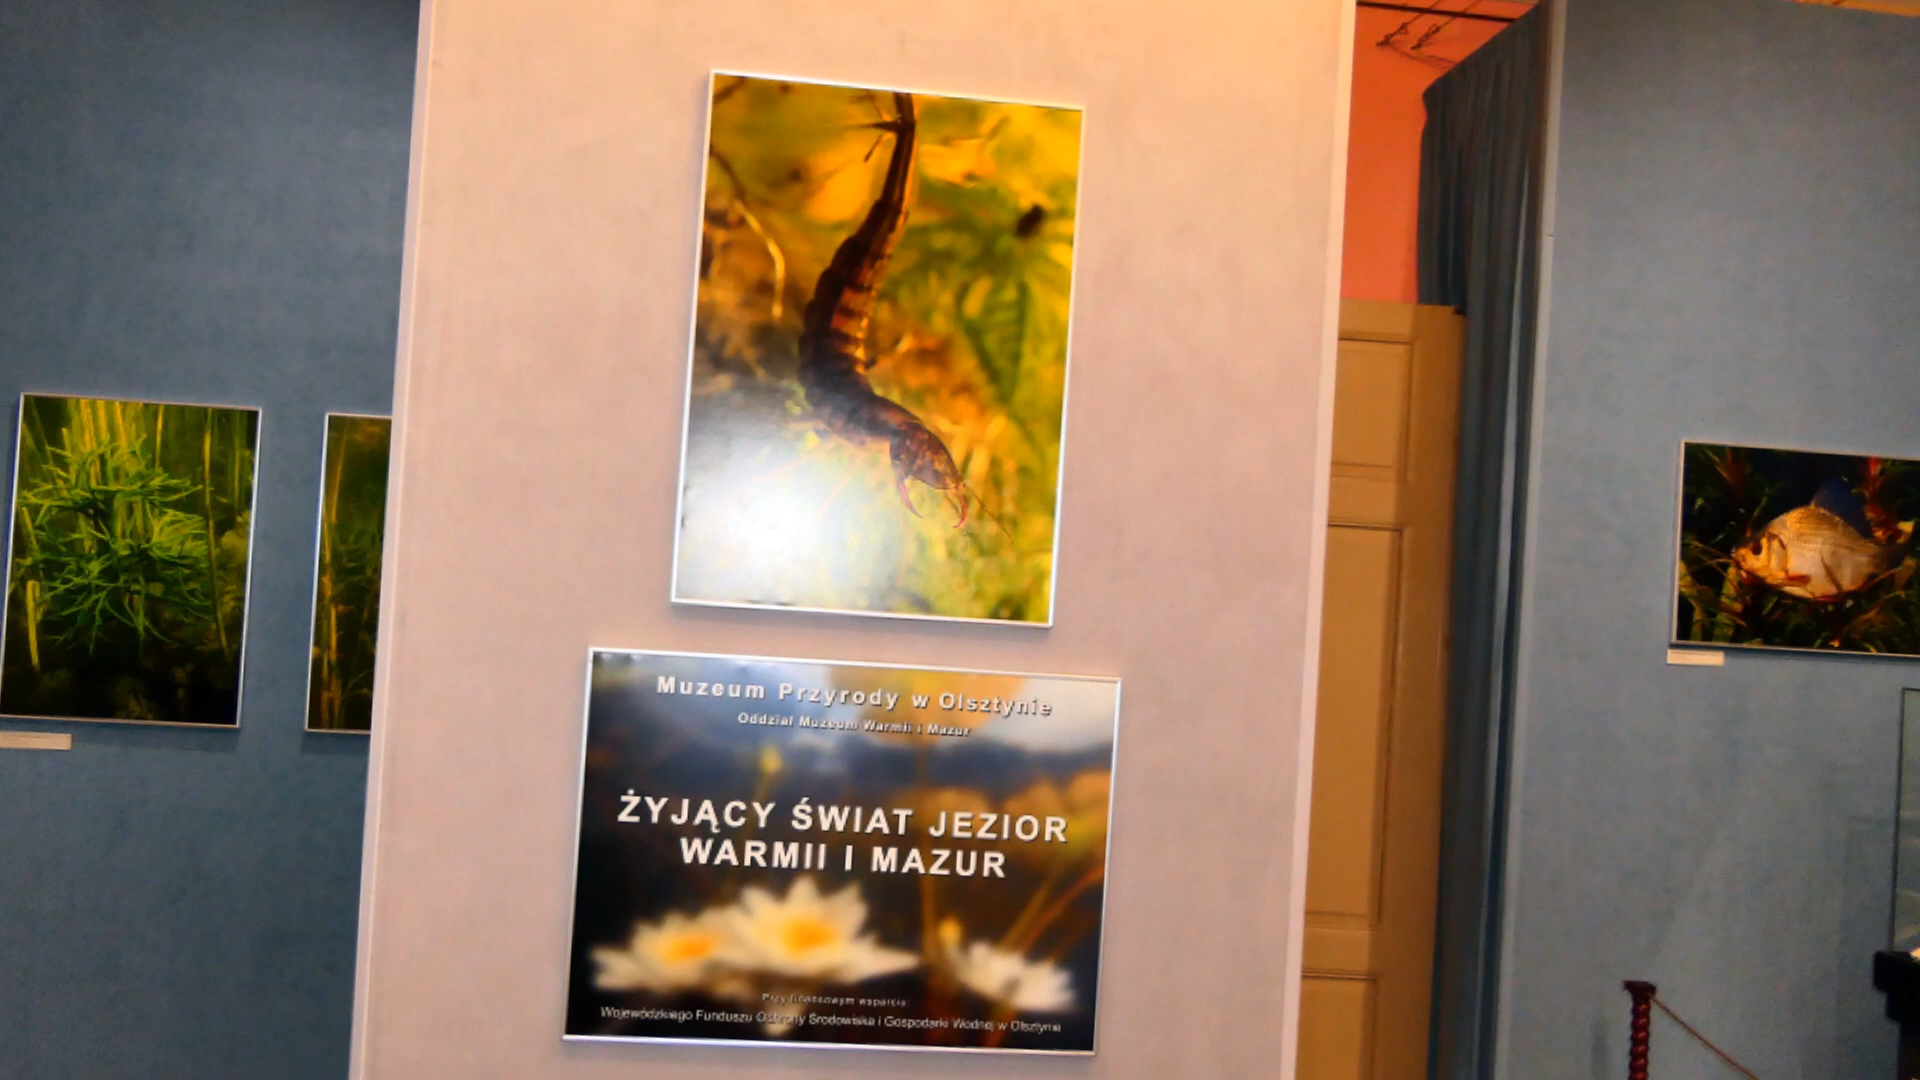 Muzeum Przyrody w Olsztynie
Oddział Muzeum Warmii i Mazur
ŻYJĄCY ŚWIAT JEZIOR
WARMII I MAZUR
Przy finansowym wsparciu
Wojewódzkiego Funduszu Ochrony Środowiska i Gospodarki Wodnej w Olsztynie